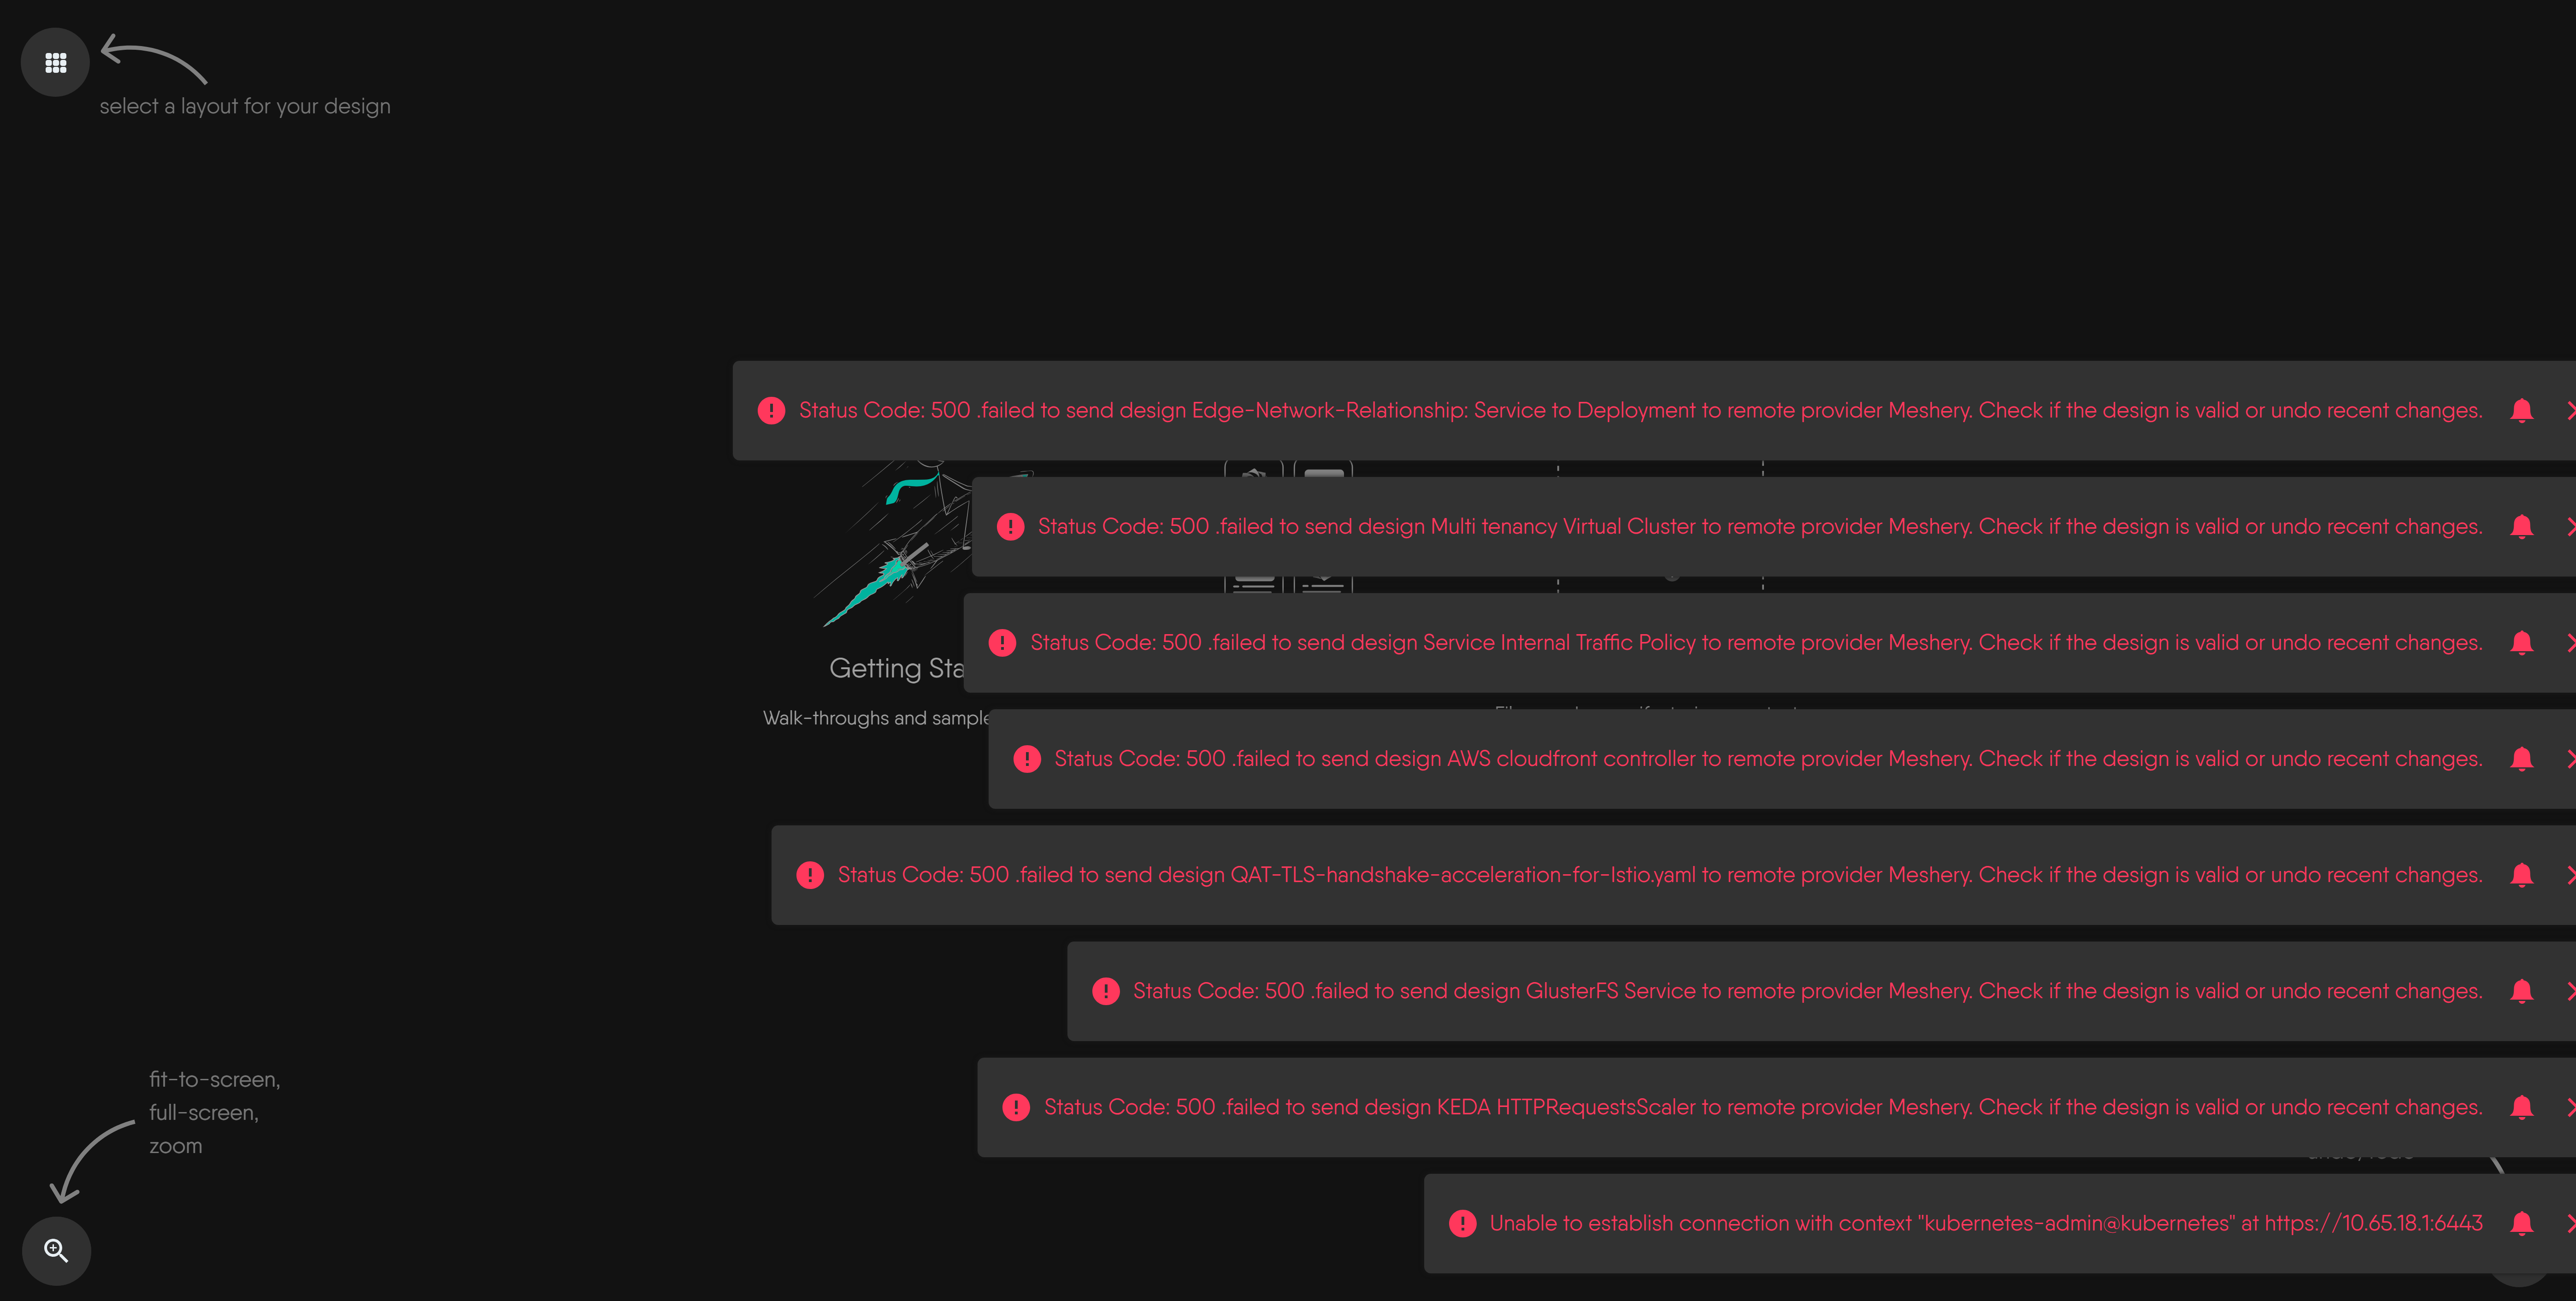 select a layout for your design
Status Code: 500 .failed to send design Edge-Network-Relationship: Service to Deployment to remote provider Meshery. Check if the design is valid or undo recent changes.
Status Code: 500 .failed to send design Multi tenancy Virtual Cluster to remote provider Meshery. Check if the design is valid or undo recent changes.
Status Code: 500 .failed to send design Service Internal Traffic Policy to remote provider Meshery. Check if the design is valid or undo recent changes.
Getting Sta
Walk-throughs and sample
Status Code: 500 .failed to send design AWS cloudfront controller to remote provider Meshery. Check if the design is valid or undo recent changes.
Status Code: 500 .failed to send design QAT-TLS-handshake-acceleration-for-Istio.yaml to remote provider Meshery. Check if the design is valid or undo recent changes.
Status Code: 500 .failed to send design GlusterFS Service to remote provider Meshery. Check if the design is valid or undo recent changes.
fit-to-screen,
full-screen,
zoom
Status Code: 500 .failed to send design KEDA HTTPRequestsScaler to remote provider Meshery. Check if the design is valid or undo recent changes.
Unable to establish connection with context "kubernetes-admin@kubernetes" at https://10.65.18.1:6443